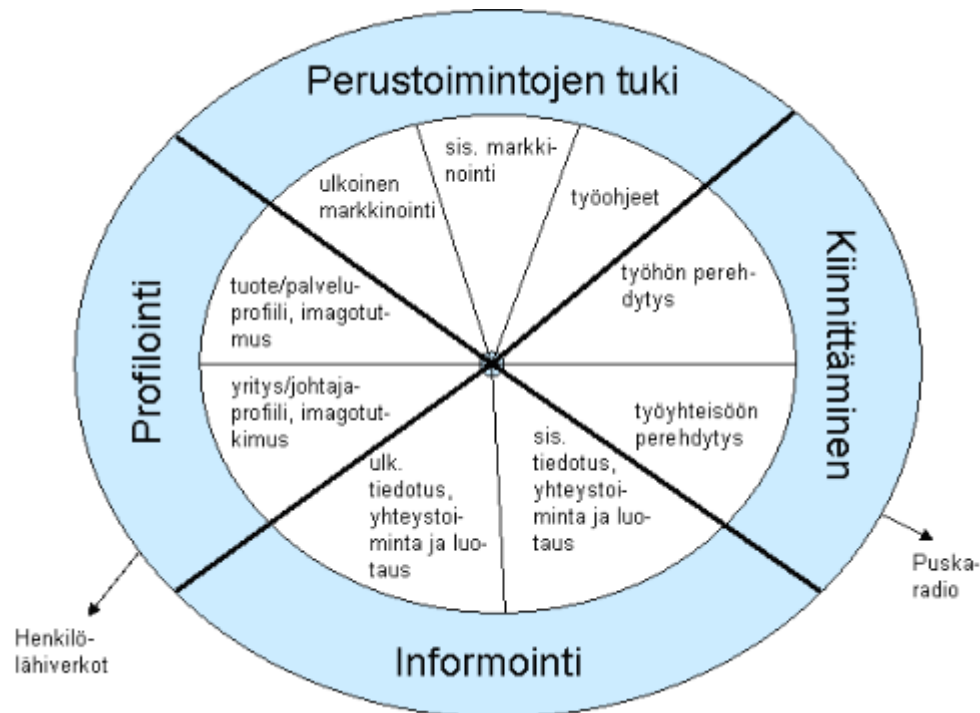 Perustoimintojen tuki
sis. markki-
nointi
ulkoinen
markkinointi
työohjeet
Kiinnittäminen
työhön pereh-
dytys
tuote/palvelu-
profiili, imagotut-
mus
Profilointi
yritys/johtaja-
profiili, imagotut-
kimus
työyhteisöön
perehdytys
sis.
tiedotus,
yhteystoi-
minta ja luo-
taus
ulk.
tiedotus,
yhteystoi-
minta ja luo-
taus
Puska-
radio
Henkilö-
lähiverkot
Informointi